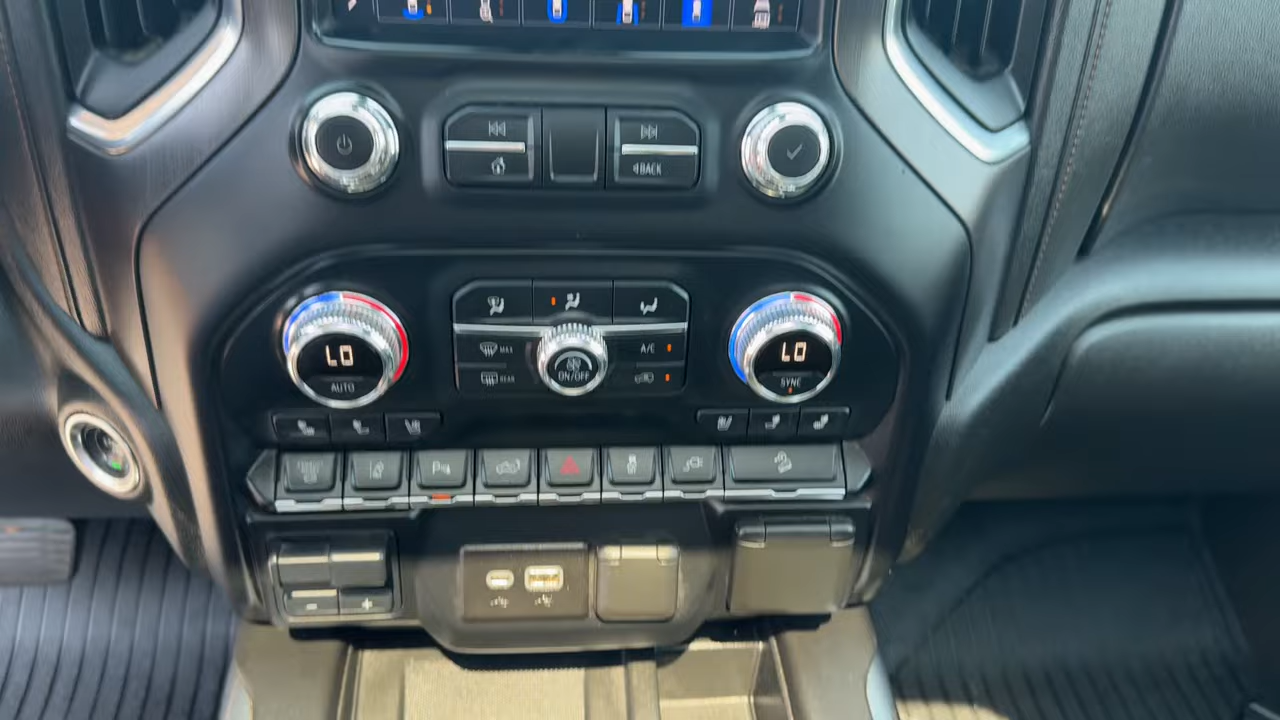 BACK
LO
AUTO
MAX
REAR
ON/OFF
A/C
LO
SYNC